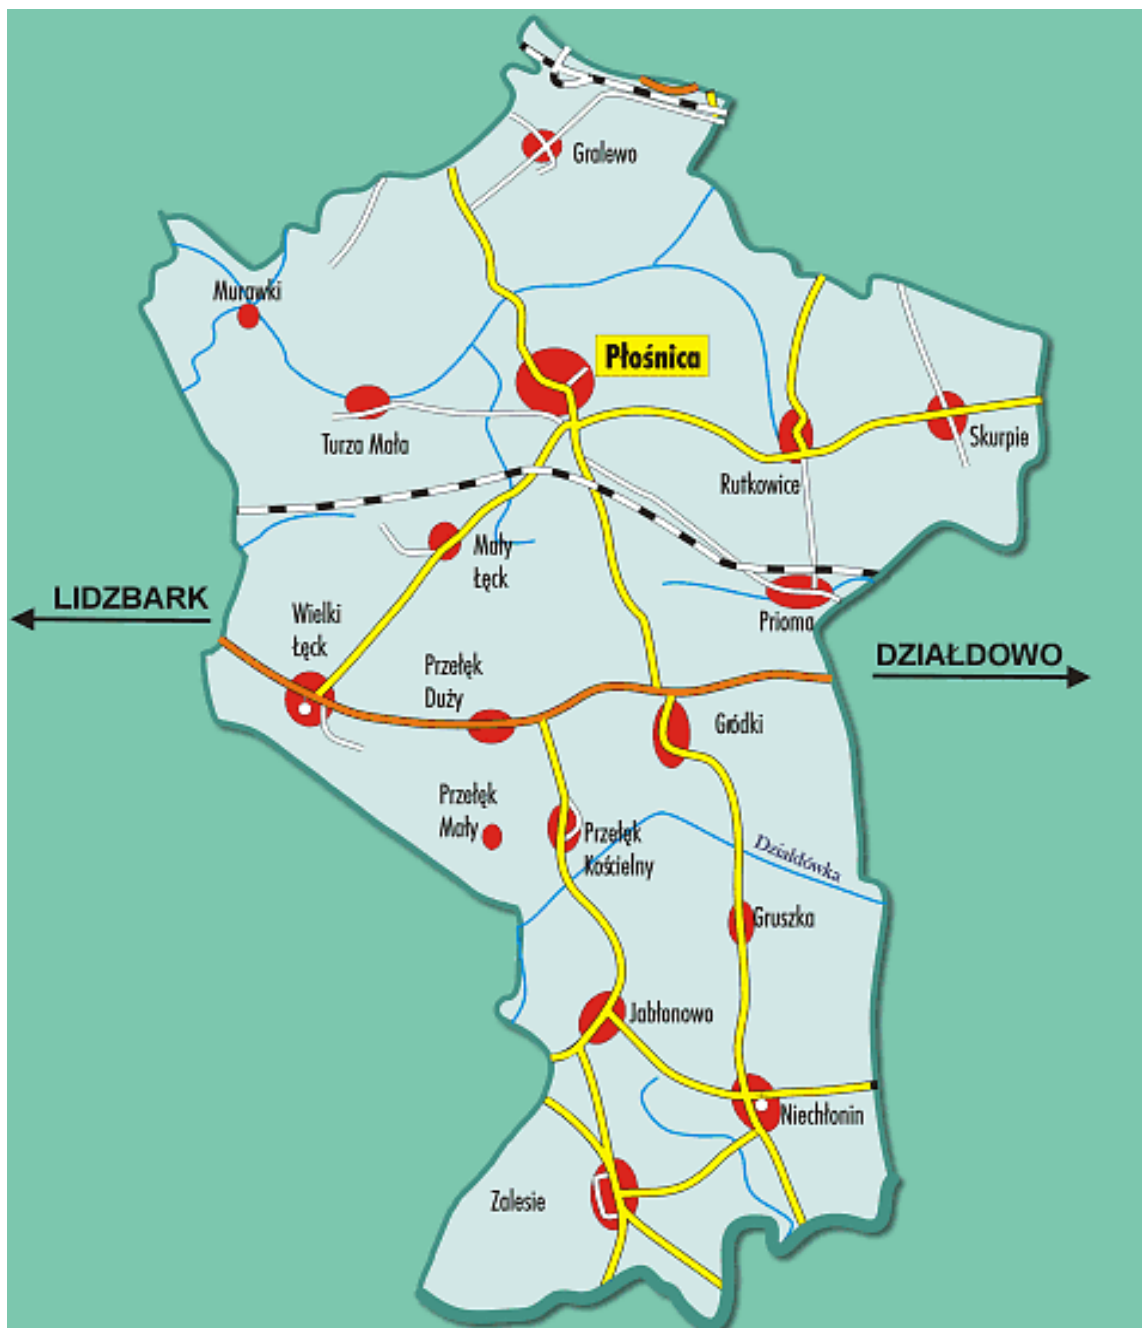 Gralewo
Murawki
Płośnica
Turza Mała
Skurpie
Rutkowice
Mały
Łęck
LIDZBARK
Wielki
Łęck
Prioma
DZIAŁDOWO
Przełęk
Duży
Gródki
Przełęk
Mały
Przełęk
Kościelny
Działdówka
Gruszka
Jabłonowo
Niechłonin
Zalesie